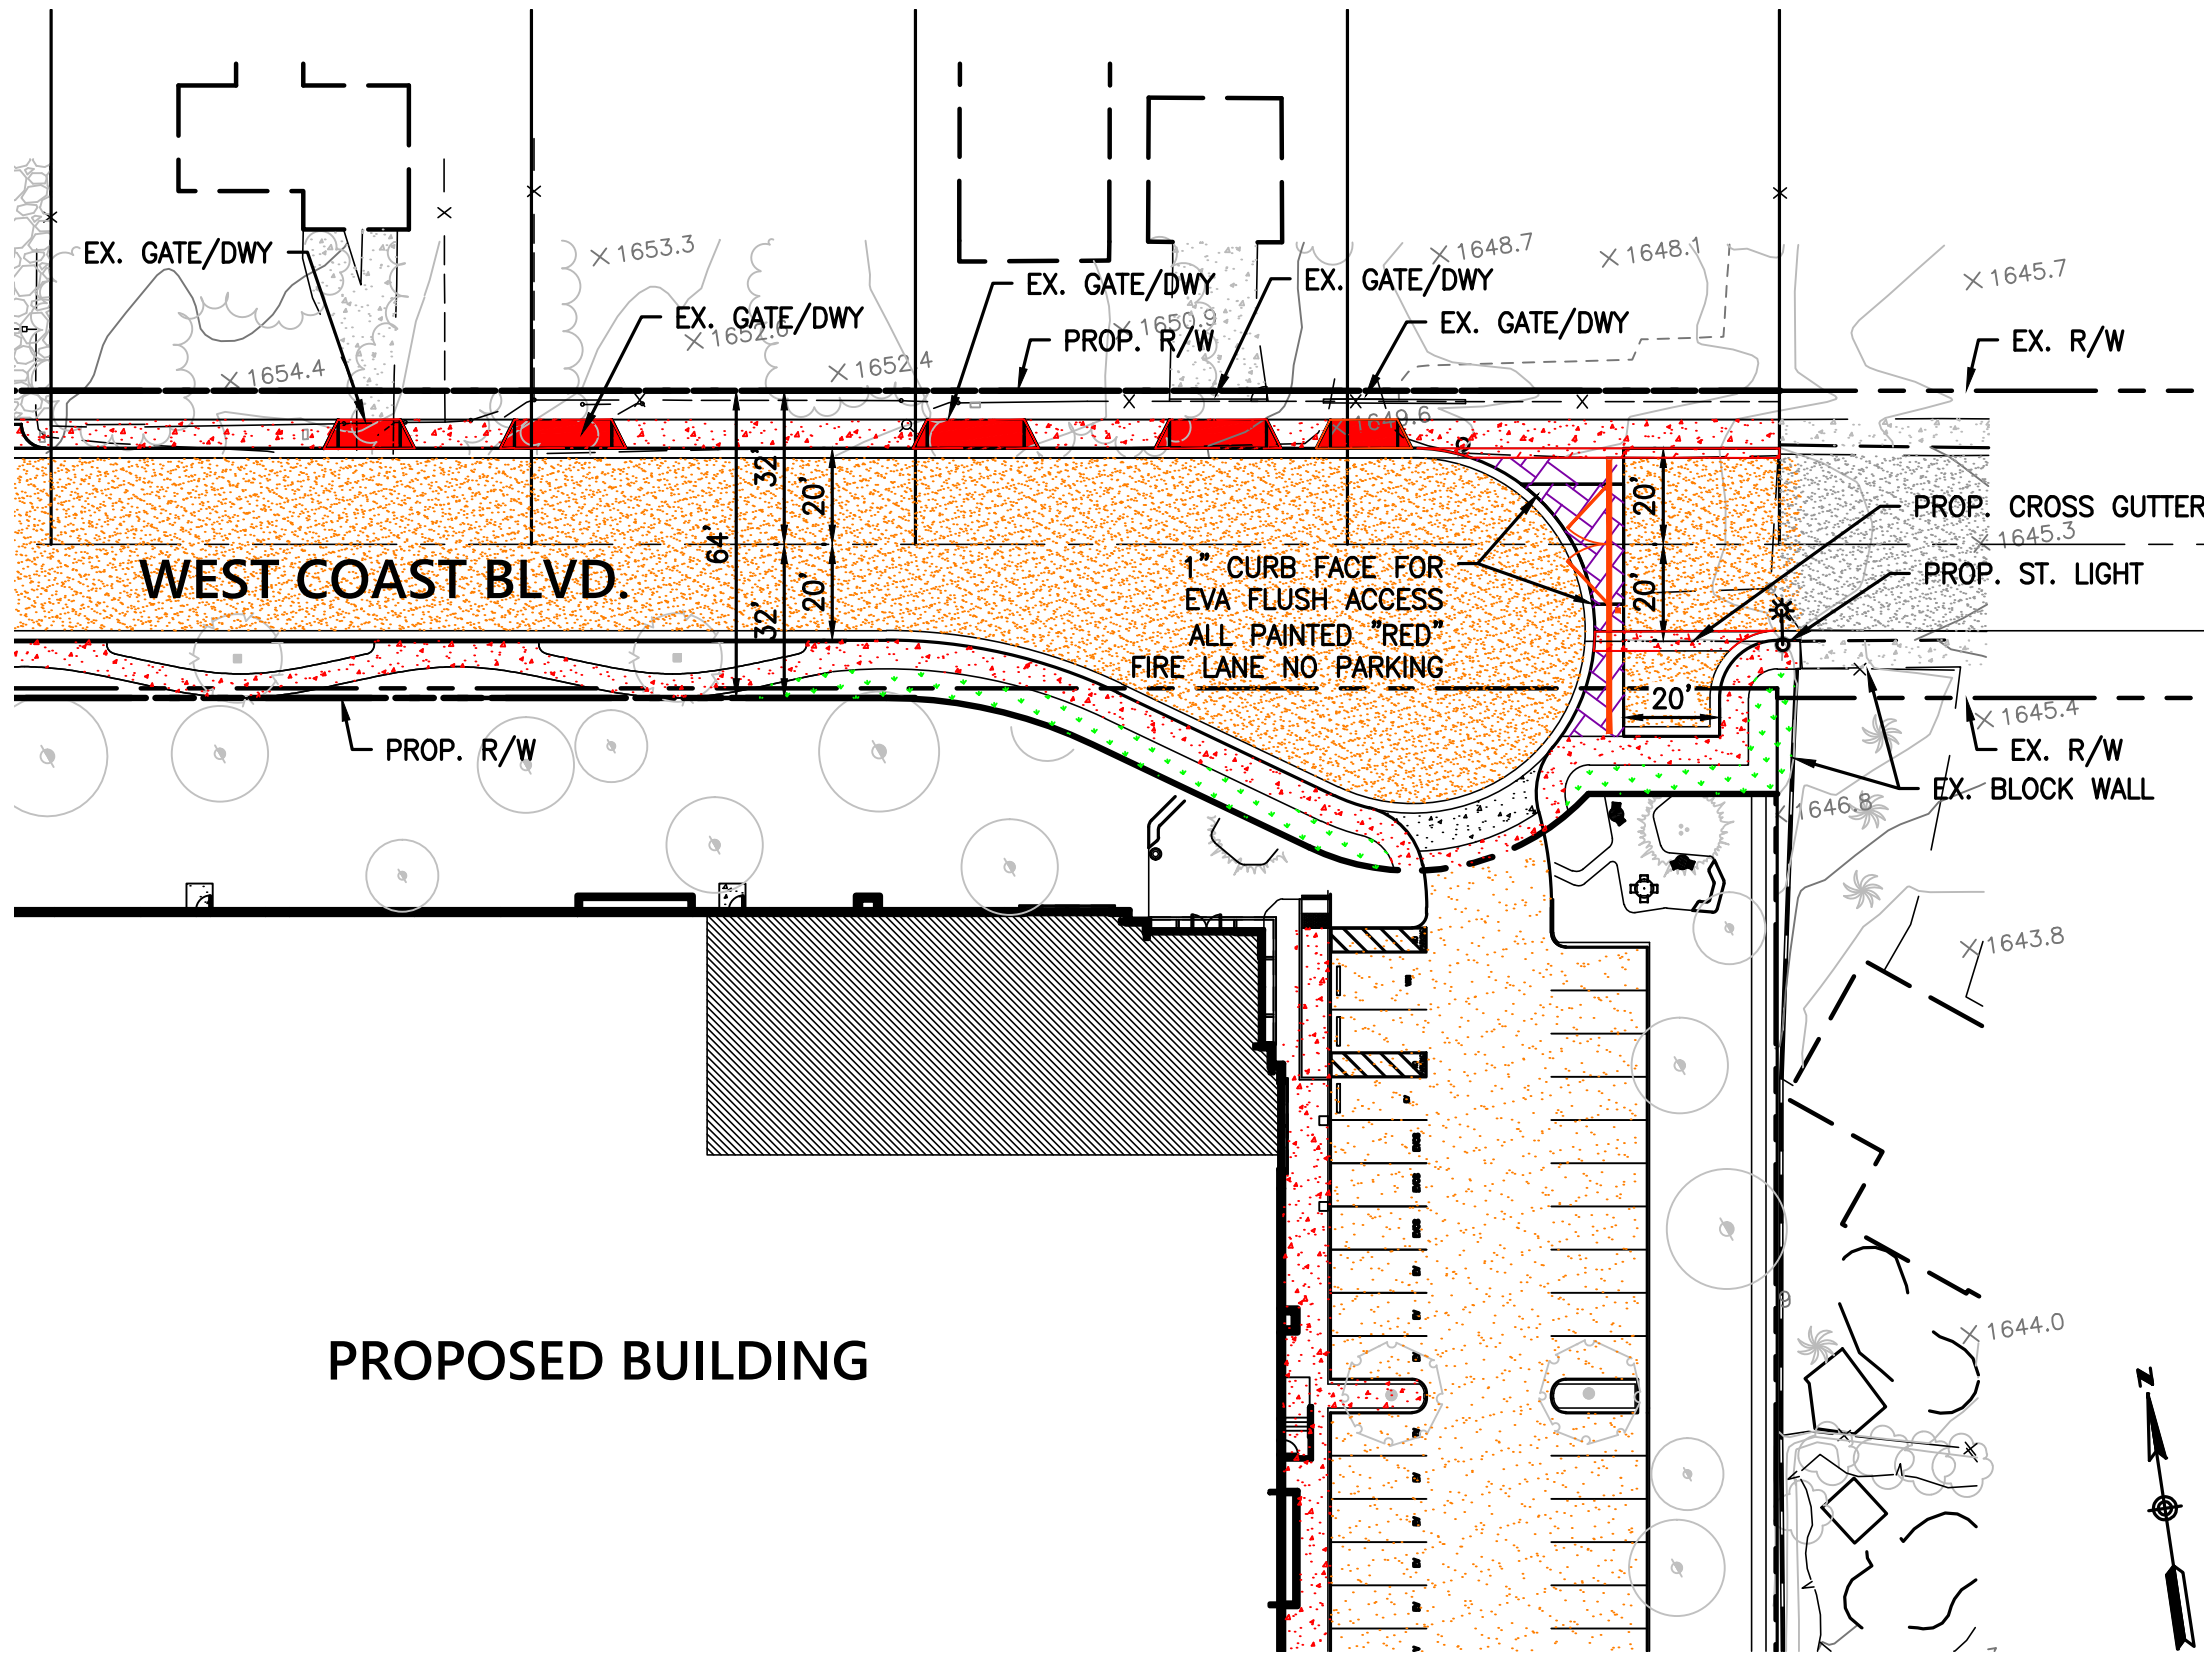 EX. GATE/DWY
1653.3
1648.7
1648.1
1645.7
EX. GATE/DWY
EX. GATE/DWY
EX. GATE/DWY
EX. GATE/DWY
1652.6
1650.9
PROP. R/W
EX. R/W
1654.4
1652.4
1649.6
32'
20'
20'
64'
PROP. CROSS GUTTER
1645.3
WEST COAST BLVD.
1" CURB FACE FOR
EVA FLUSH ACCESS
ALL PAINTED "RED"
FIRE LANE NO PARKING
PROP. ST. LIGHT
32'
20'
20'
20'
1645.4
PROP. R/W
EX. R/W
EX. BLOCK WALL
1646.8
1643.8
9
1644.0
PROPOSED BUILDING
N